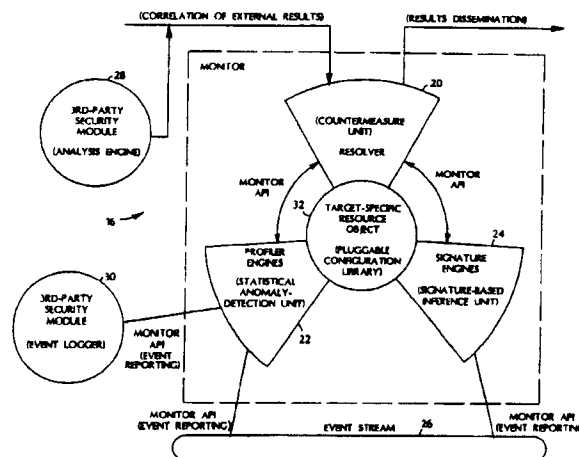 (CORRELATION OF EXTERNAL RESULTS)
(RESULTS DISSEMINATION)
MONITOR
28
20
3RD-PARTY
SECURITY
MODULE
(ANALYSIS ENGINE)
(COUNTERMEASURE
UNIT)
RESOLVER
MONITOR
API
MONITOR
API
16
32
TARGET-SPECIFIC
RESOURCE
OBJECT
(PLUGGABLE
CONFIGURATION
LIBRARY)
24
PROFILER
ENGINES
(STATISTICAL
ANOMALY-
DETECTION UNIT)
22
SIGNATURE
ENGINES
(SIGNATURE-BASED
INFERENCE UNIT)
30
3RD-PARTY
SECURITY
MODULE
(EVENT LOGGER)
MONITOR
API
(EVENT
REPORTING)
MONITOR API
(EVENT REPORTING)
EVENT STREAM
26
MONITOR API
(EVENT REPORTING)